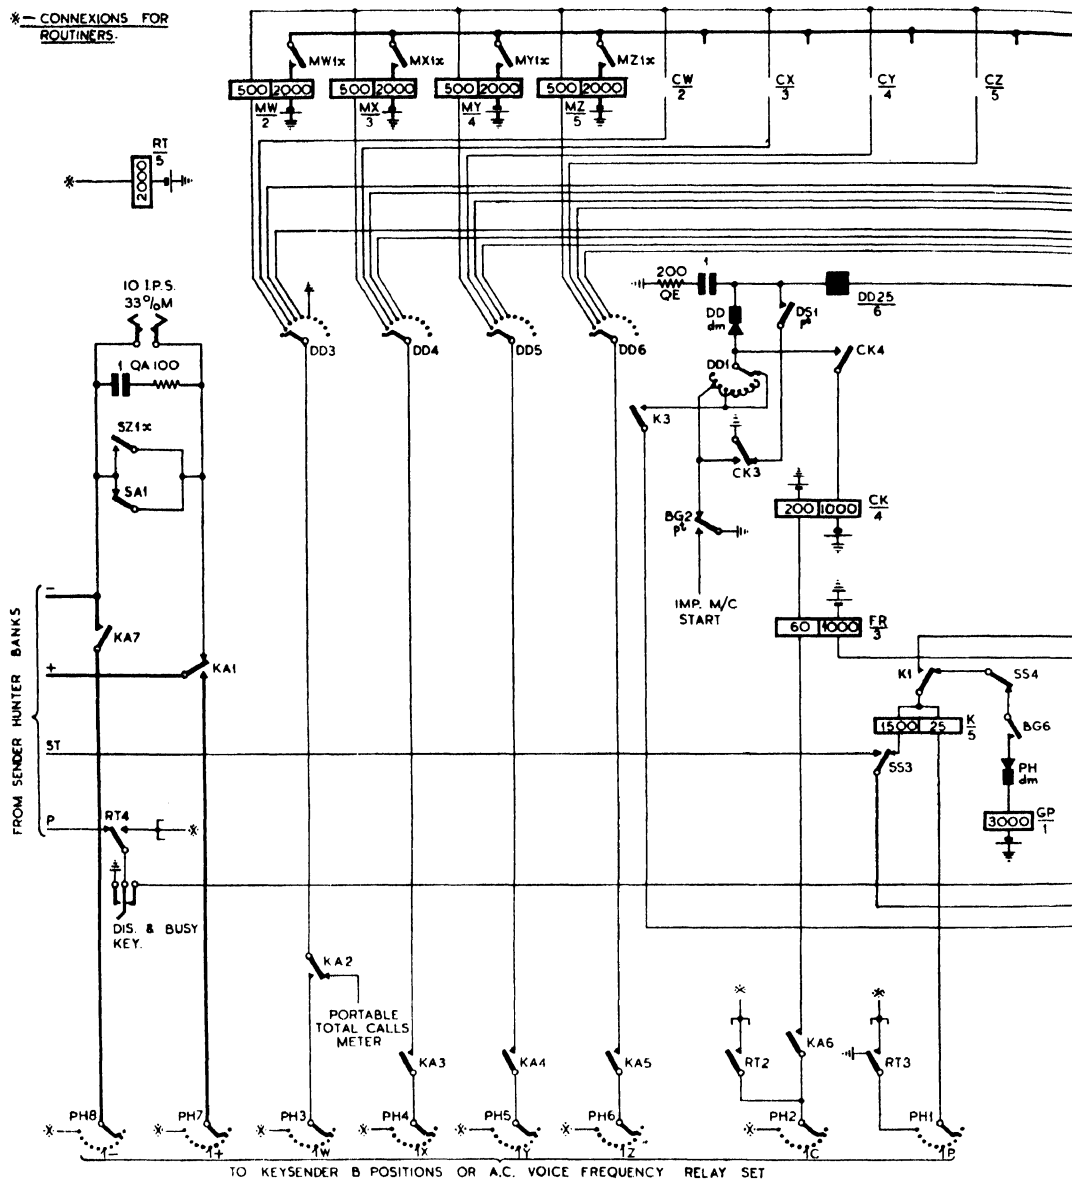 ※ - CONNEXIONS FOR
ROUTINERS.
MW1x
MX1x
MY1x
MZ1x
500 2000
500 2000
500 2000
500 2000
MW
2
MX
3
MY
4
MZ
5
CW
2
CX
3
CY
4
CZ
5
RT
5
2000
※
10 I.P.S.
33%M
1 QA100
SZ1x
SA1
DD3
DD4
DD5
DD6
200
QE
1
DD
dm
DS1
pt
DD25
6
DD1
CK4
K3
CK3
BG2
pt
IMP. M/C
START
200 1000
CK
4
60 1000
FR
3
K1
SS4
1500 25
K
5
BG6
SS3
PH
dm
3000
GP
1
FROM SENDER HUNTER BANKS
-
+
ST
P
KA7
KA1
RT4
※
DIS. & BUSY
KEY.
KA2
PORTABLE
TOTAL CALLS
METER
KA3
KA4
KA5
※
RT2
KA6
※
RT3
※ PH8
1-
※ PH7
1+
※ PH3
1W
※ PH4
1X
※ PH5
1Y
※ PH6
1Z
※ PH2
1C
PH1
1P
TO KEYSENDER B POSITIONS OR A.C. VOICE FREQUENCY RELAY SET